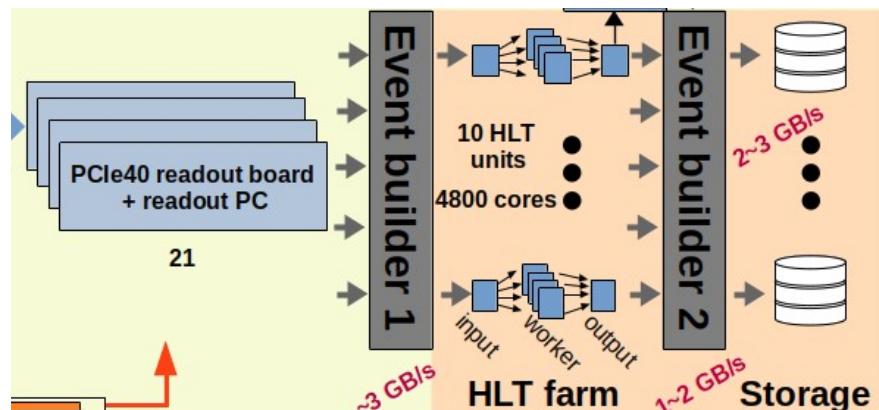 PCIe40 readout board
+ readout PC
21
Event builder 1
10 HLT
units
4800 cores
input
worker
output
Event builder 2
2~3 GB/s
~3 GB/s
HLT farm
1~2 GB/s
Storage